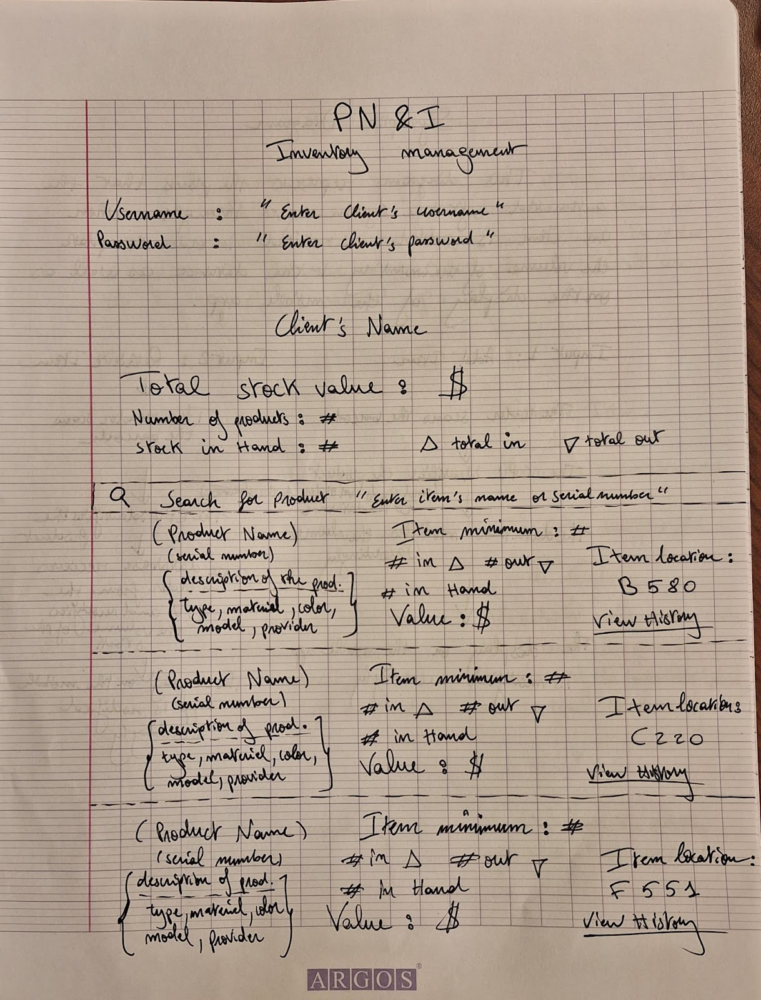 PN & I
Inventory management
Username : " Enter Client's username "
Password : " Enter client's password "
Client's Name
Total stock value : $
Number of products : #
Stock in Hand : # △ total in ▽ total out
Search for product " Enter item's name or serial number "
(Product Name) Item minimum : #
(serial number) # in △ # out ▽ Item location :
description of the prod. # in Hand B 580
type, materiel, color, Value : $ View History
model, provider
(Product Name) Item minimum : #
(serial number) # in △ # out ▽ Item location :
description of prod. # in Hand C 220
type, materiel, color, Value : $ View History
model, provider
(Product Name) Item minimum : #
(serial number) # in △ # out ▽ Item location :
description of prod. # in Hand F 551
type, materiel, color Value : $ View History
model, provider
ARGOS®